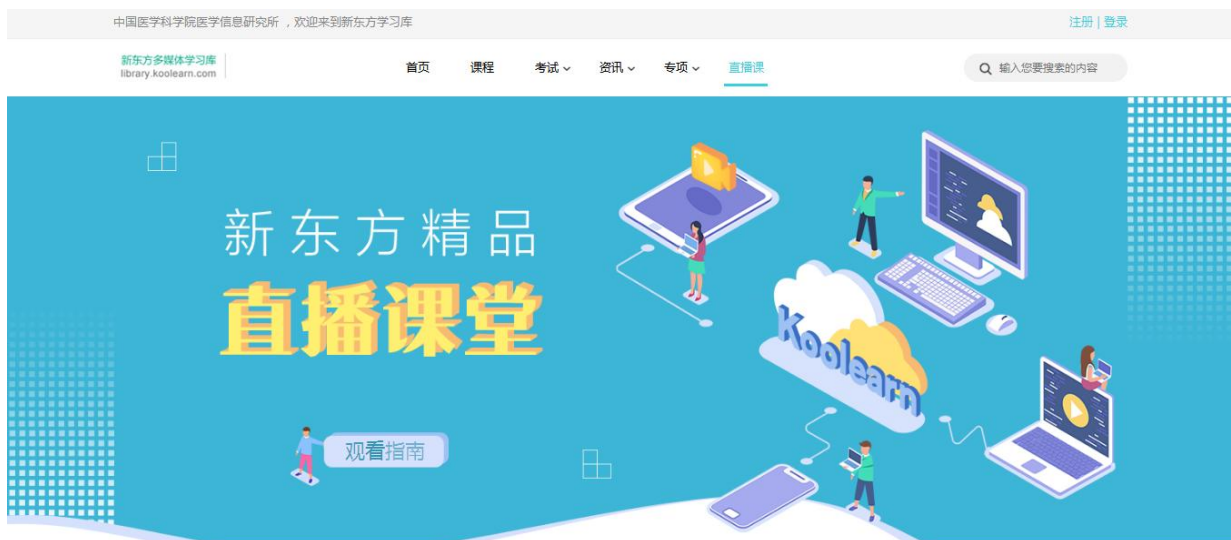 中国医学科学院医学信息研究所 ，欢迎来到新东方学习库
注册 | 登录
新东方多媒体学习库
library.koolearn.com
首页 课程 考试 资讯 专项 直播课
输入您要搜索的内容
新东方精品
直播课堂
Koolearn
观看指南